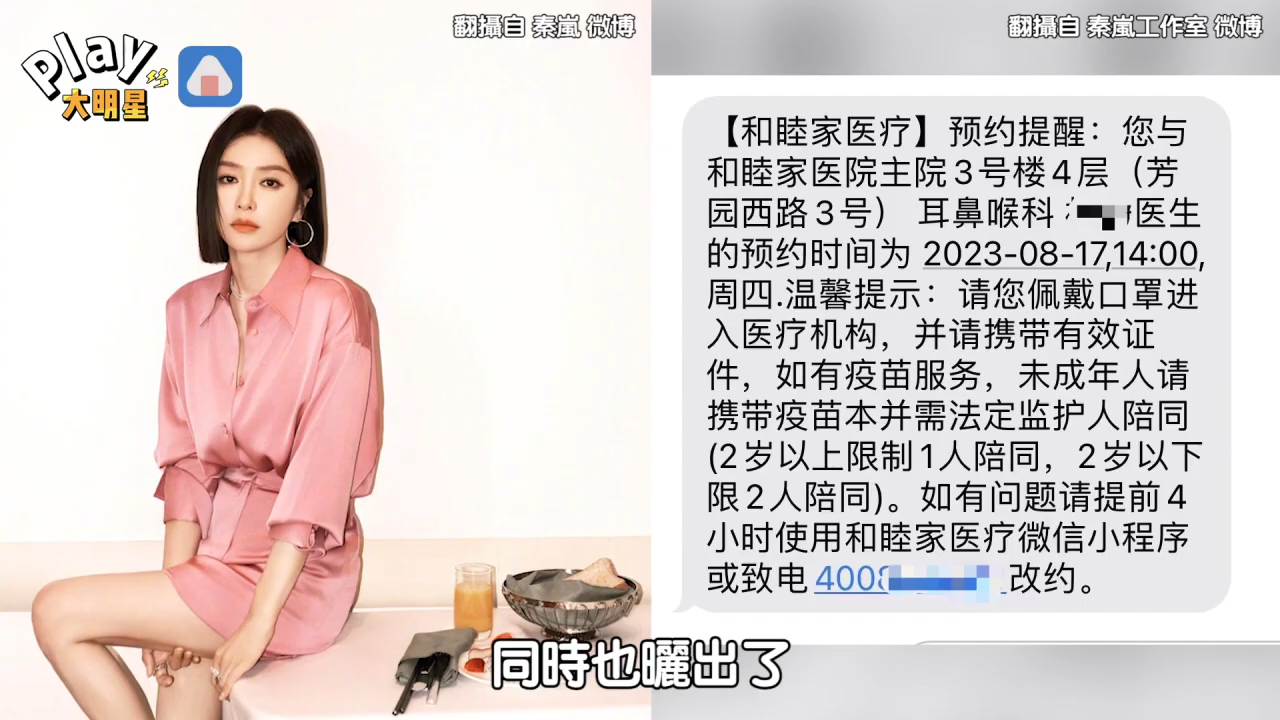 翻攝自 秦嵐 微博
翻攝自 秦嵐工作室 微博
Play
大明星
【和睦家医疗】预约提醒：您与
和睦家医院主院3号楼4层（芳
园西路3号） 耳鼻喉科 医生
的预约时间为 2023-08-17,14:00,
周四.温馨提示：请您佩戴口罩进
入医疗机构，并请携带有效证
件，如有疫苗服务，未成年人请
携带疫苗本并需法定监护人陪同
(2岁以上限制1人陪同，2岁以下
限2人陪同)。如有问题请提前4
小时使用和睦家医疗微信小程序
或致电4008 改约。
同時也曬出了